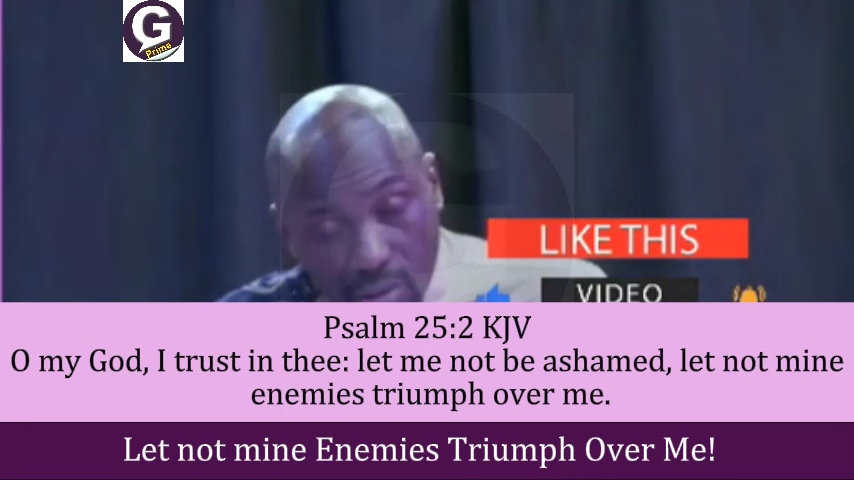 G
Prime
LIKE THIS
VIDEO
Psalm 25:2 KJV
O my God, I trust in thee: let me not be ashamed, let not mine
enemies triumph over me.
Let not mine Enemies Triumph Over Me!